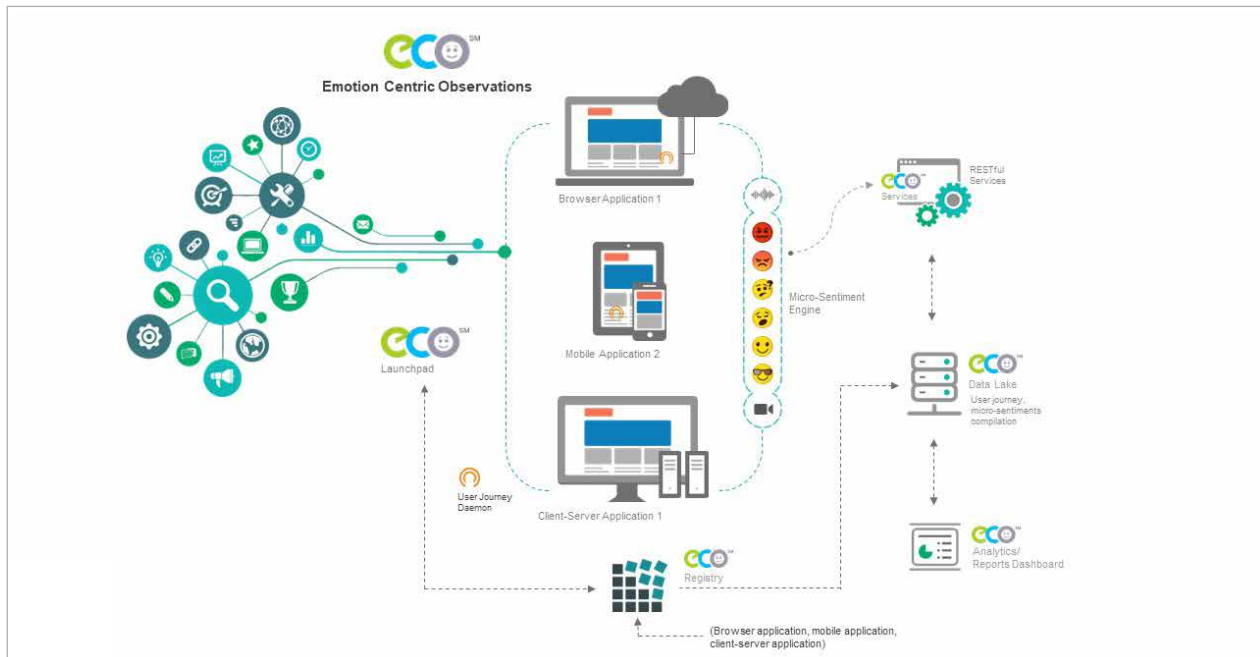 eco SM
Emotion Centric Observations
Browser Application 1
Mobile Application 2
Client-Server Application 1
eco SM
Launchpad
User Journey
Daemon
Micro-Sentiment
Engine
eco
Services
RESTful
Services
eco
Data Lake
User journey,
micro-sentiments
compilation
eco
Analytics/
Reports Dashboard
eco
Registry
(Browser application, mobile application,
client-server application)